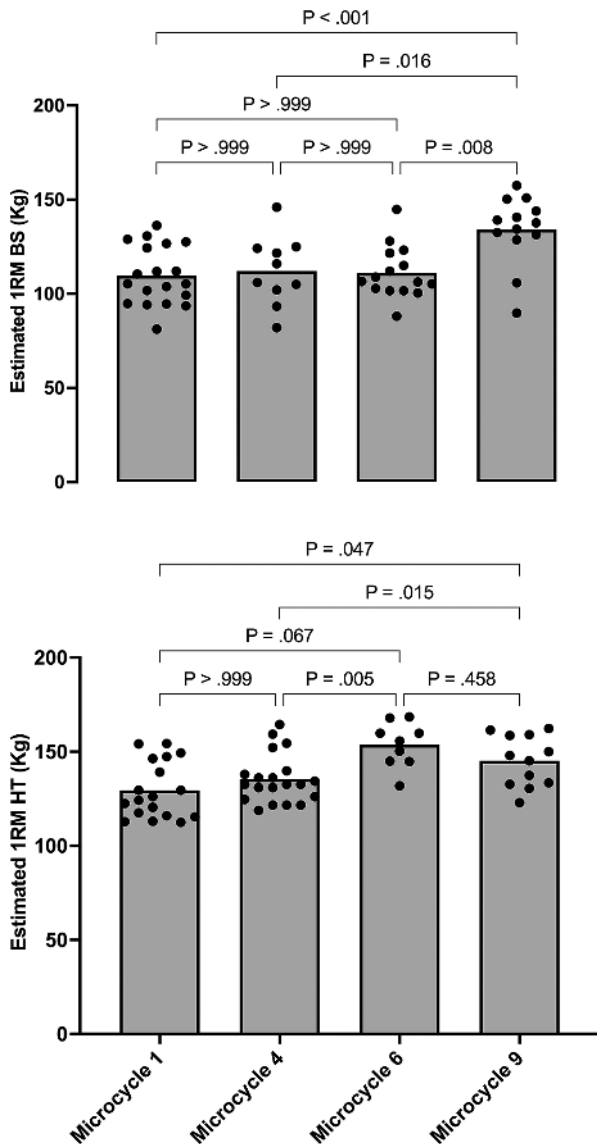 P < .001
P = .016
P > .999
P > .999
P > .999
P = .008
Estimated 1RM BS (Kg)
200
150
100
50
0
P = .047
P = .015
P = .067
P > .999
P = .005
P = .458
Estimated 1RM HT (Kg)
200
150
100
50
0
Microcycle 1
Microcycle 4
Microcycle 6
Microcycle 9